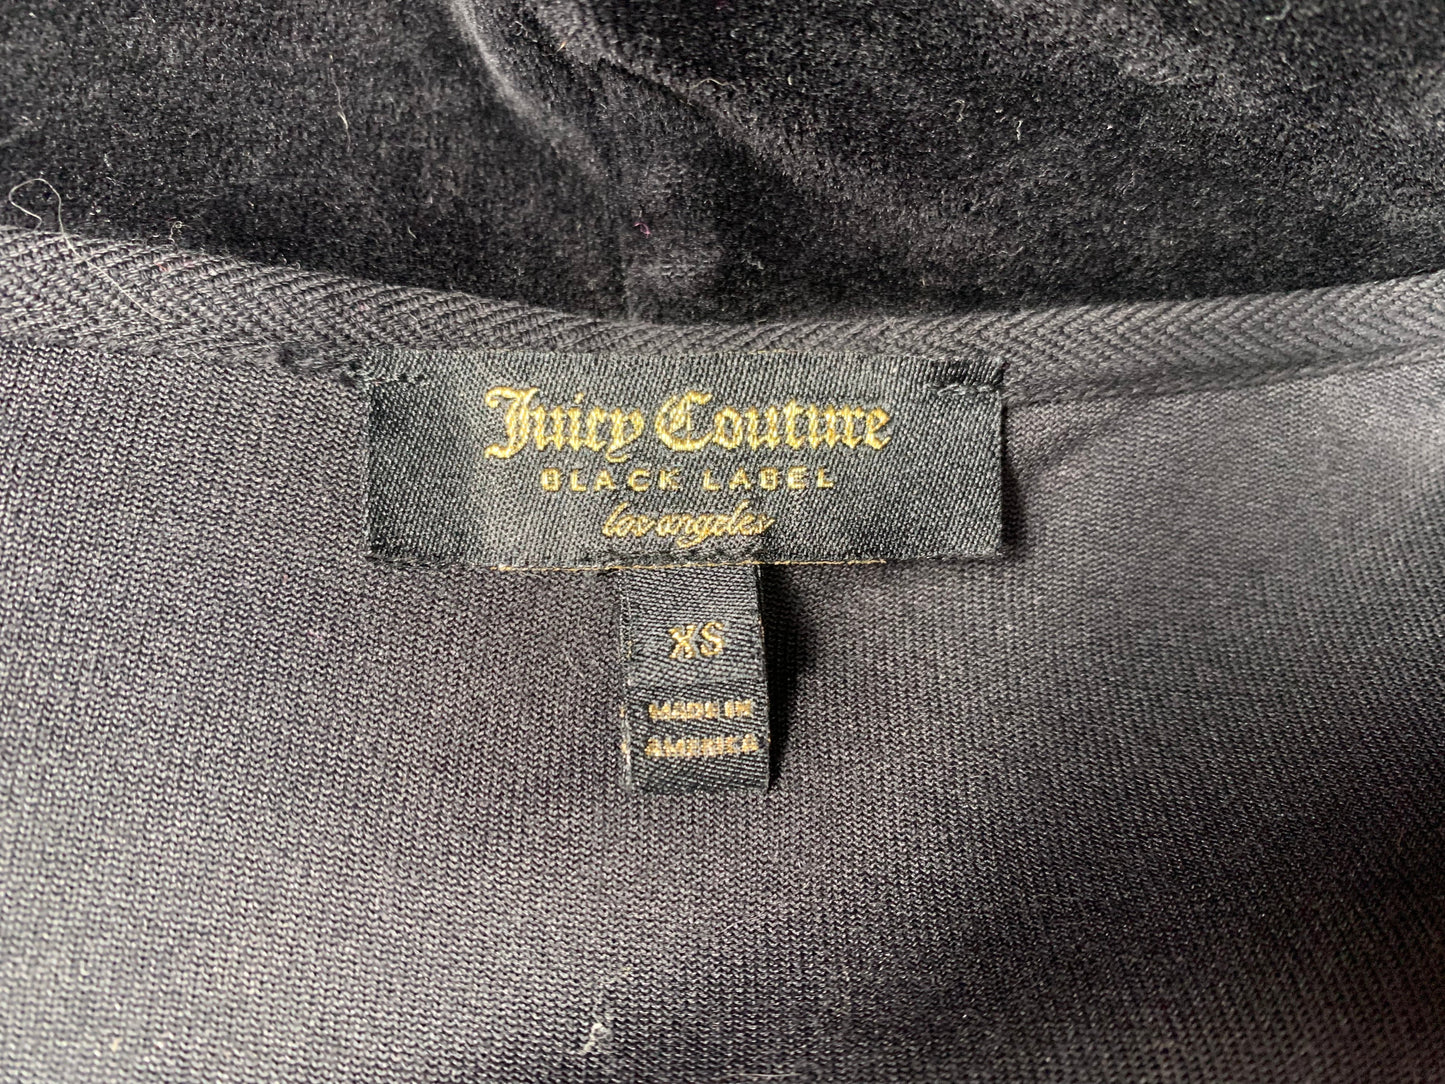 Juicy Couture
BLACK LABEL
los angeles
XS
MADE IN
AMERICA